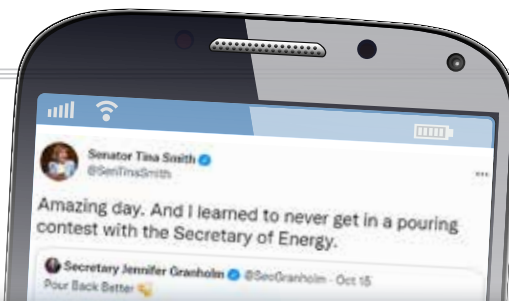 Senator Tina Smith
@SenTinaSmith
Amazing day. And I learned to never get in a pouring
contest with the Secretary of Energy.
Secretary Jennifer Granholm @SecGranholm · Oct 15
Pour Back Better